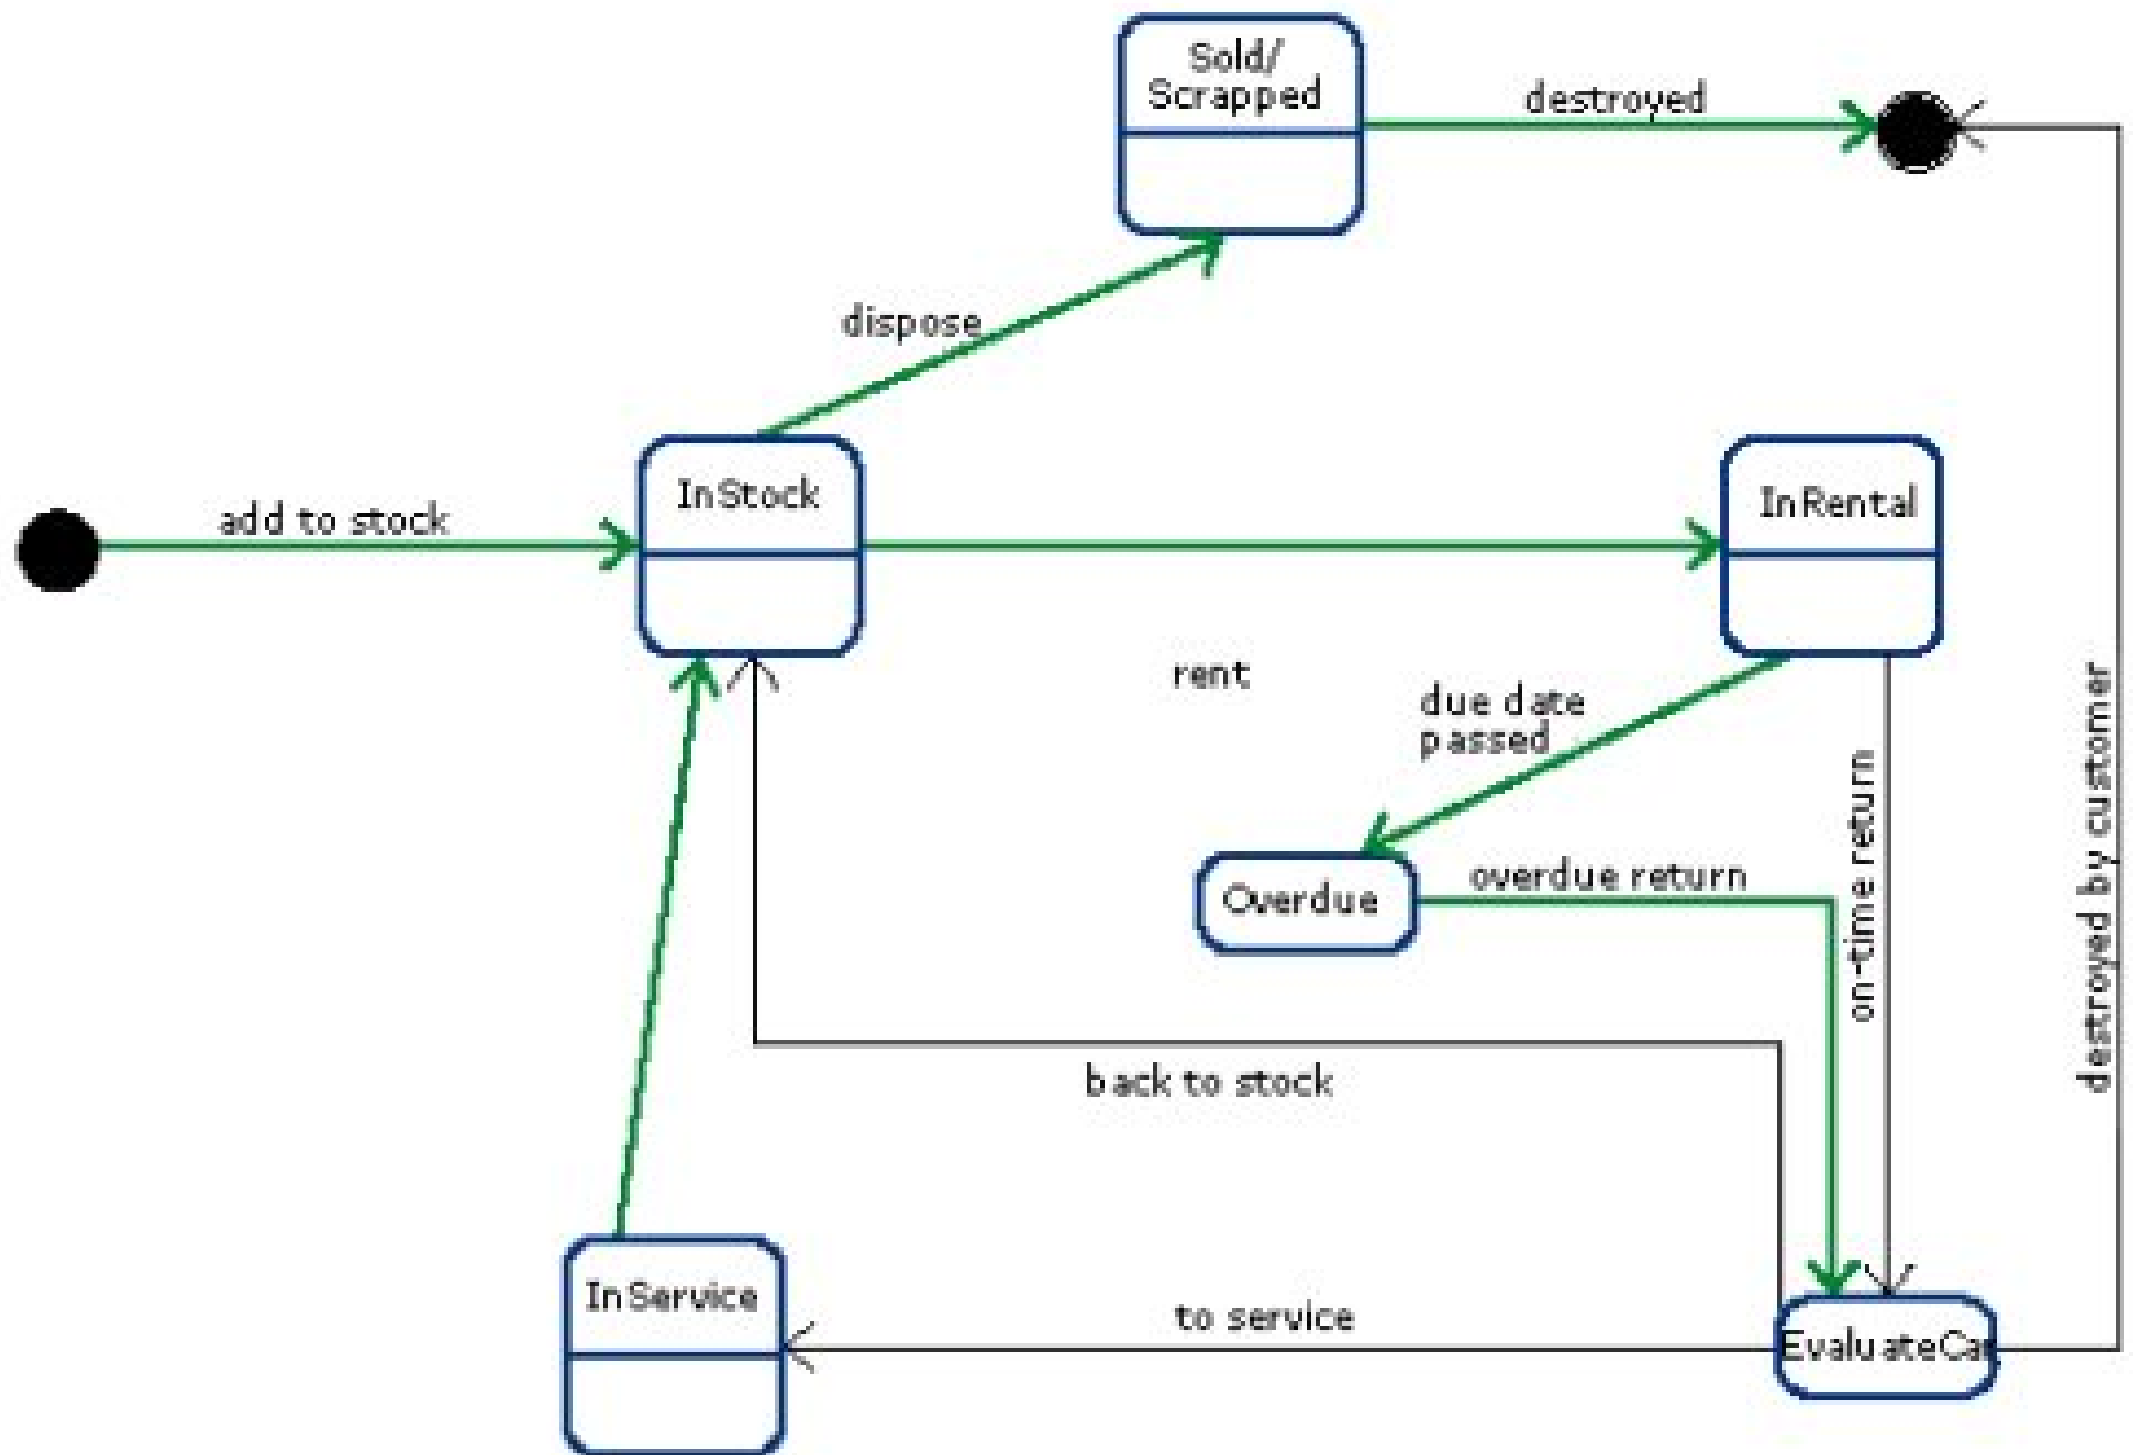 Sold/
Scrapped
destroyed
dispose
InStock
InRental
add to stock
rent
due date
passed
destroyed by customer
on-time return
Overdue
overdue return
back to stock
InService
to service
EvaluateCar